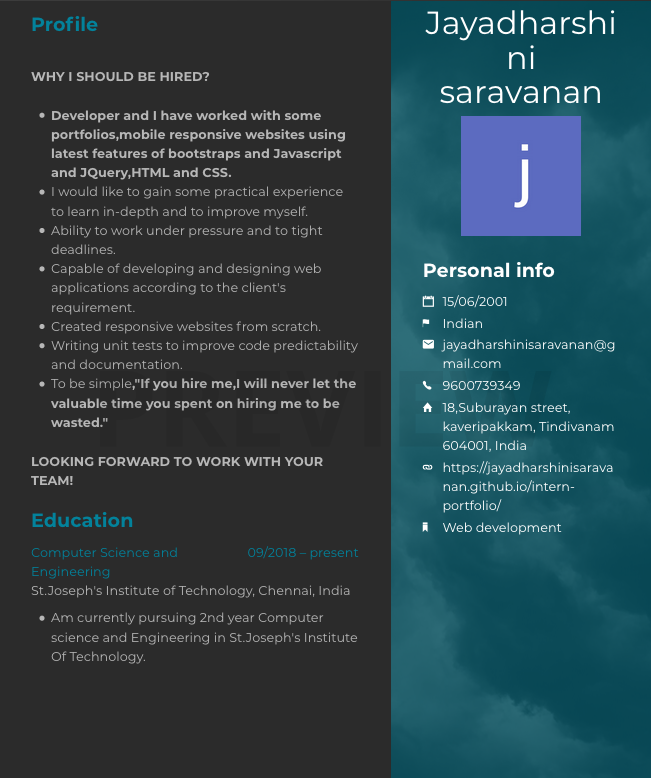 Profile
WHY I SHOULD BE HIRED?
Developer and I have worked with some
portfolios,mobile responsive websites using
latest features of bootstraps and Javascript
and JQuery,HTML and CSS.
I would like to gain some practical experience
to learn in-depth and to improve myself.
Ability to work under pressure and to tight
deadlines.
Capable of developing and designing web
applications according to the client's
requirement.
Created responsive websites from scratch.
Writing unit tests to improve code predictability
and documentation.
To be simple,"If you hire me,I will never let the
valuable time you spent on hiring me to be
wasted."
LOOKING FORWARD TO WORK WITH YOUR
TEAM!
Education
Computer Science and 09/2018 – present
Engineering
St.Joseph's Institute of Technology, Chennai, India
Am currently pursuing 2nd year Computer
science and Engineering in St.Joseph's Institute
Of Technology.
Jayadharshi
ni
saravanan
j
Personal info
15/06/2001
Indian
jayadharshinisaravanan@g
mail.com
9600739349
18,Suburayan street,
kaveripakkam, Tindivanam
604001, India
https://jayadharshinisarava
nan.github.io/intern-
portfolio/
Web development
PREVIEW